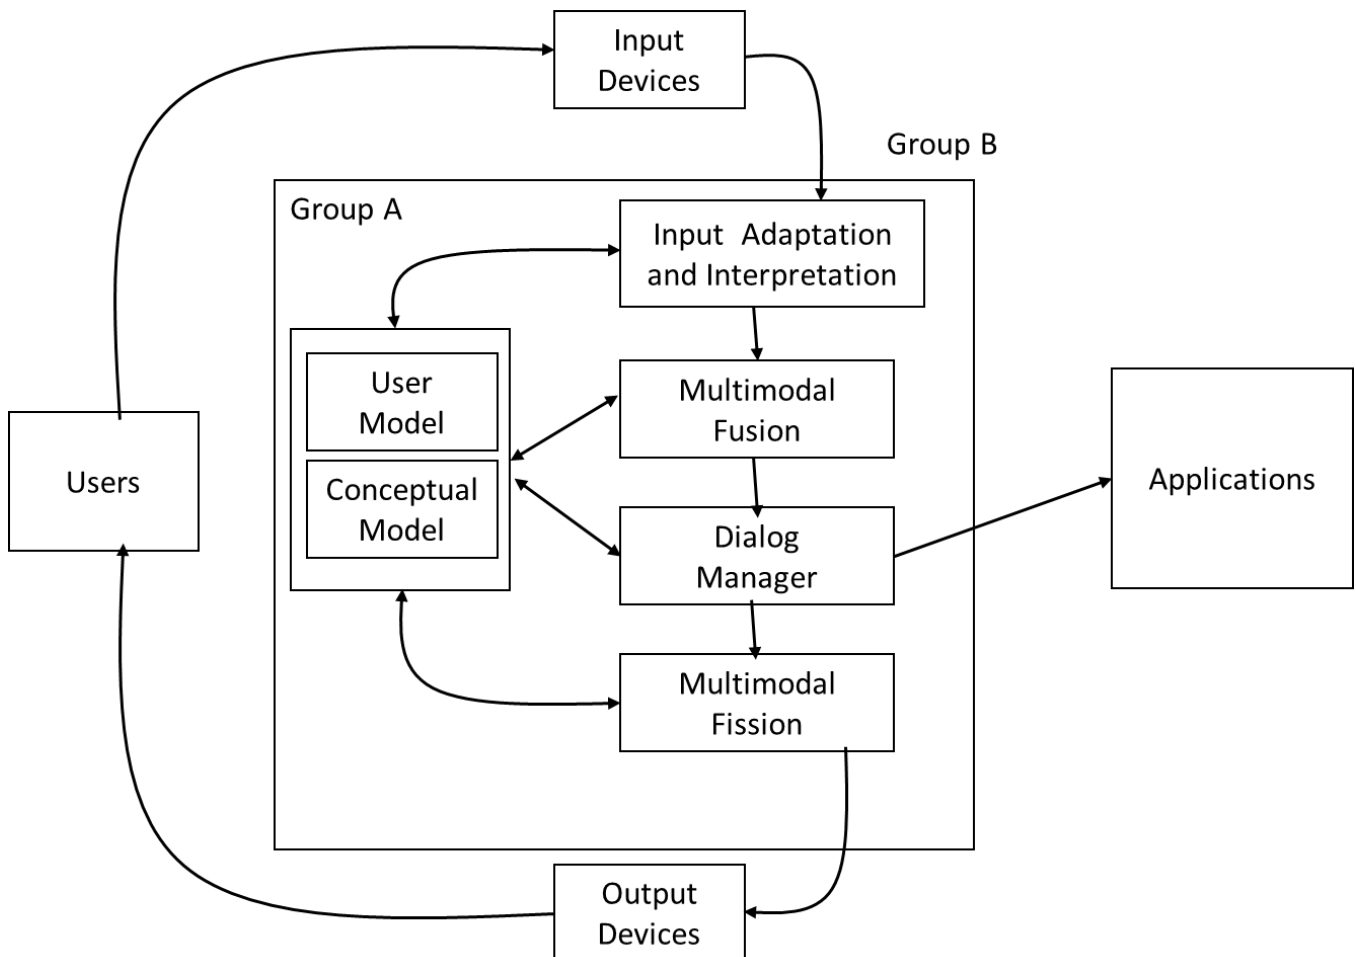 Input
Devices
Group B
Group A
Input Adaptation
and Interpretation
User
Model
Multimodal
Fusion
Users
Conceptual
Model
Applications
Dialog
Manager
Multimodal
Fission
Output
Devices